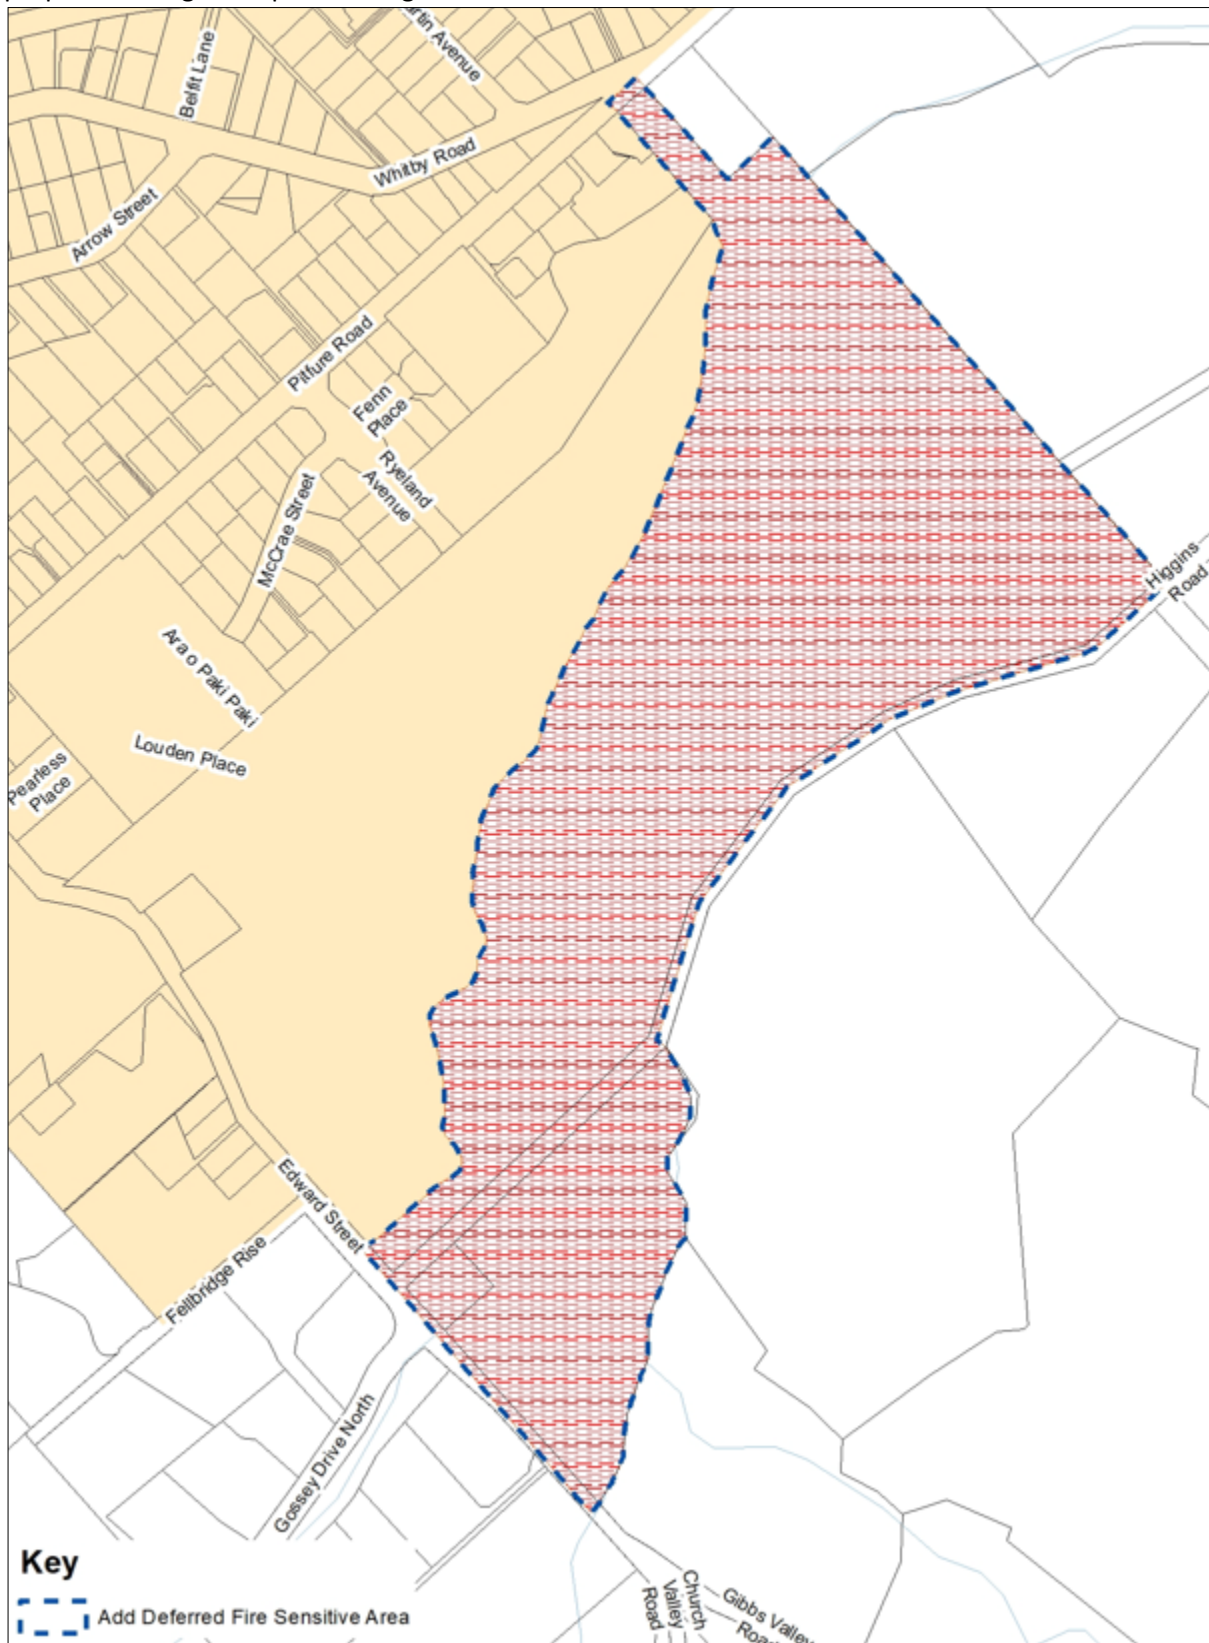 Belfit Lane
Avenue
Whitby Road
Arrow Street
Pitfure Road
Fenn
Place
Ryeland
Avenue
McCrae Street
Ara o Paki Paki
Louden Place
Pearless
Place
Higgins
Road
Edward Street
Fellbridge Rise
Gossey Drive North
Church
Valley
Road
Gibbs Valley
Key
Add Deferred Fire Sensitive Area